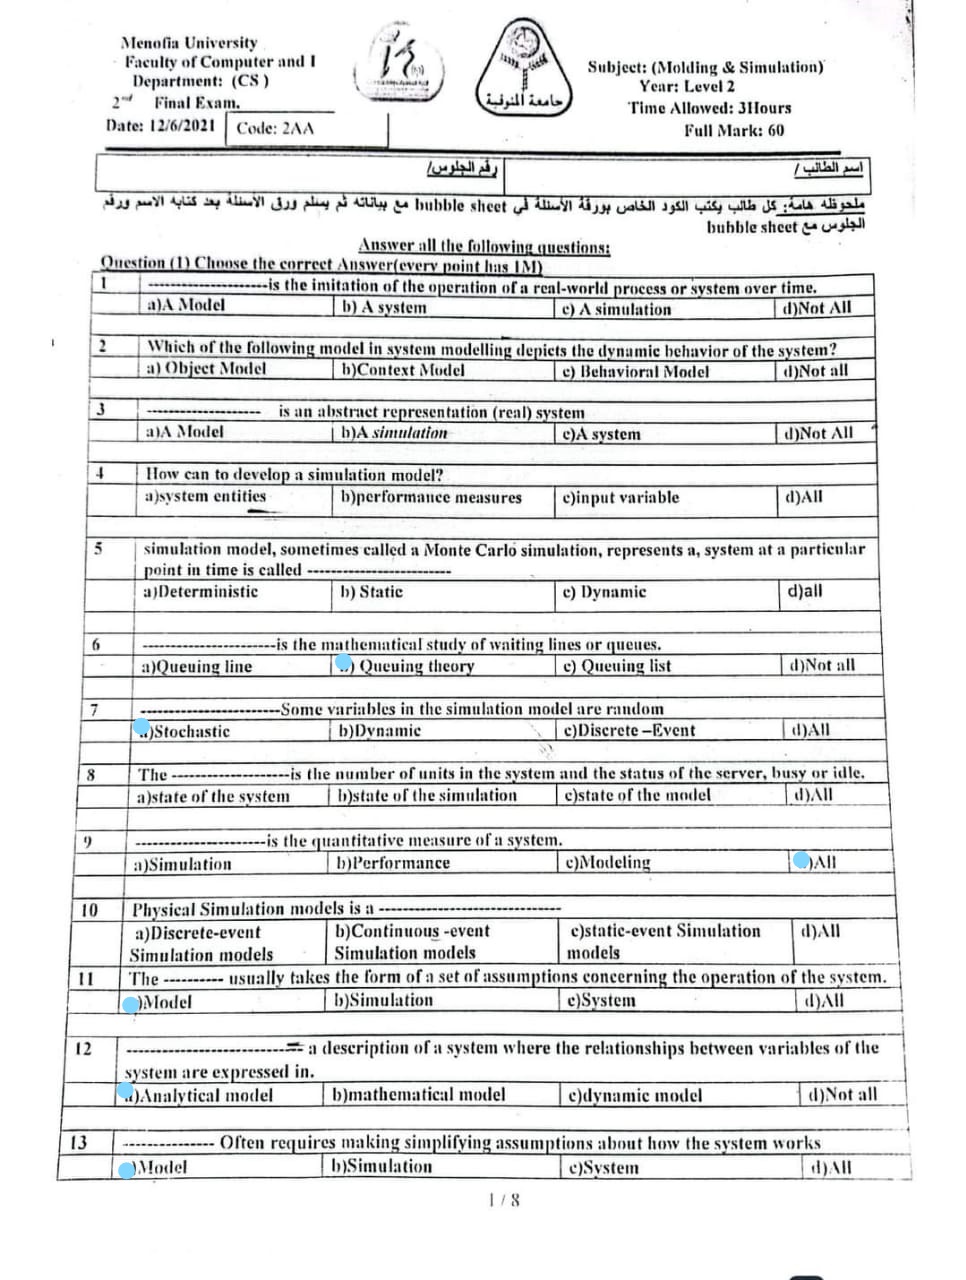 Menofia University
Faculty of Computer and I
Department: (CS )
2nd Final Exam.
Date: 12/6/2021
Code: 2AA
جامعة المنوفية
Subject: (Molding & Simulation)
Year: Level 2
Time Allowed: 3Hours
Full Mark: 60
اسم الطالب /
رقم الجلوس/
ملحوظه هامة: كل طالب يكتب الكود الخاص بورقة الأسئلة في bubble sheet مع بياناته ثم يسلم ورق الأسئلة بعد كتابه الاسم ورقم
الجلوس مع bubble sheet
Answer all the following questions:
Question (1) Choose the correct Answer(every point has 1M)
1 --------------------is the imitation of the operation of a real-world process or system over time.
a)A Model b) A system c) A simulation d)Not All
2 Which of the following model in system modelling depicts the dynamic behavior of the system?
a) Object Model b)Context Model c) Behavioral Model d)Not all
3 ------------------- is an abstract representation (real) system
a)A Model b)A simulation c)A system d)Not All
4 How can to develop a simulation model?
a)system entities b)performance measures c)input variable d)All
5 simulation model, sometimes called a Monte Carlo simulation, represents a, system at a particular
point in time is called ------------------------
a)Deterministic b) Static c) Dynamic d)all
6 ----------------------is the mathematical study of waiting lines or queues.
a)Queuing line ) Queuing theory c) Queuing list d)Not all
7 -----------------------Some variables in the simulation model are random
)Stochastic b)Dynamic c)Discrete –Event d)All
8 The --------------------is the number of units in the system and the status of the server, busy or idle.
a)state of the system b)state of the simulation c)state of the model d)All
9 ----------------------is the quantitative measure of a system.
a)Simulation b)Performance c)Modeling )All
10 Physical Simulation models is a ------------------------------
a)Discrete-event b)Continuous -event c)static-event Simulation d)All
Simulation models Simulation models models
11 The ---------- usually takes the form of a set of assumptions concerning the operation of the system.
)Model b)Simulation c)System d)All
12 ---------------------------= a description of a system where the relationships between variables of the
system are expressed in.
)Analytical model b)mathematical model c)dynamic model d)Not all
13 --------------- Often requires making simplifying assumptions about how the system works
)Model b)Simulation c)System d)All
1 / 8